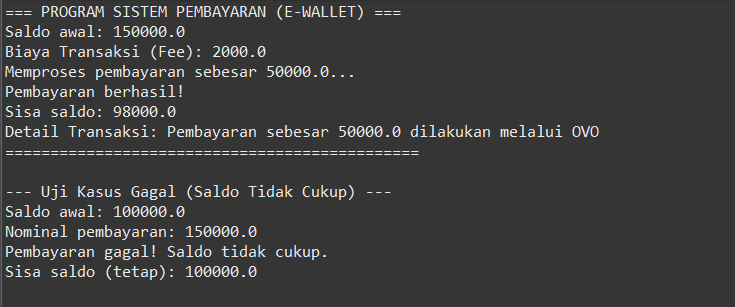 === PROGRAM SISTEM PEMBAYARAN (E-WALLET) ===
Saldo awal: 150000.0
Biaya Transaksi (Fee): 2000.0
Memproses pembayaran sebesar 50000.0...
Pembayaran berhasil!
Sisa saldo: 98000.0
Detail Transaksi: Pembayaran sebesar 50000.0 dilakukan melalui OVO
==============================================
--- Uji Kasus Gagal (Saldo Tidak Cukup) ---
Saldo awal: 100000.0
Nominal pembayaran: 150000.0
Pembayaran gagal! Saldo tidak cukup.
Sisa saldo (tetap): 100000.0